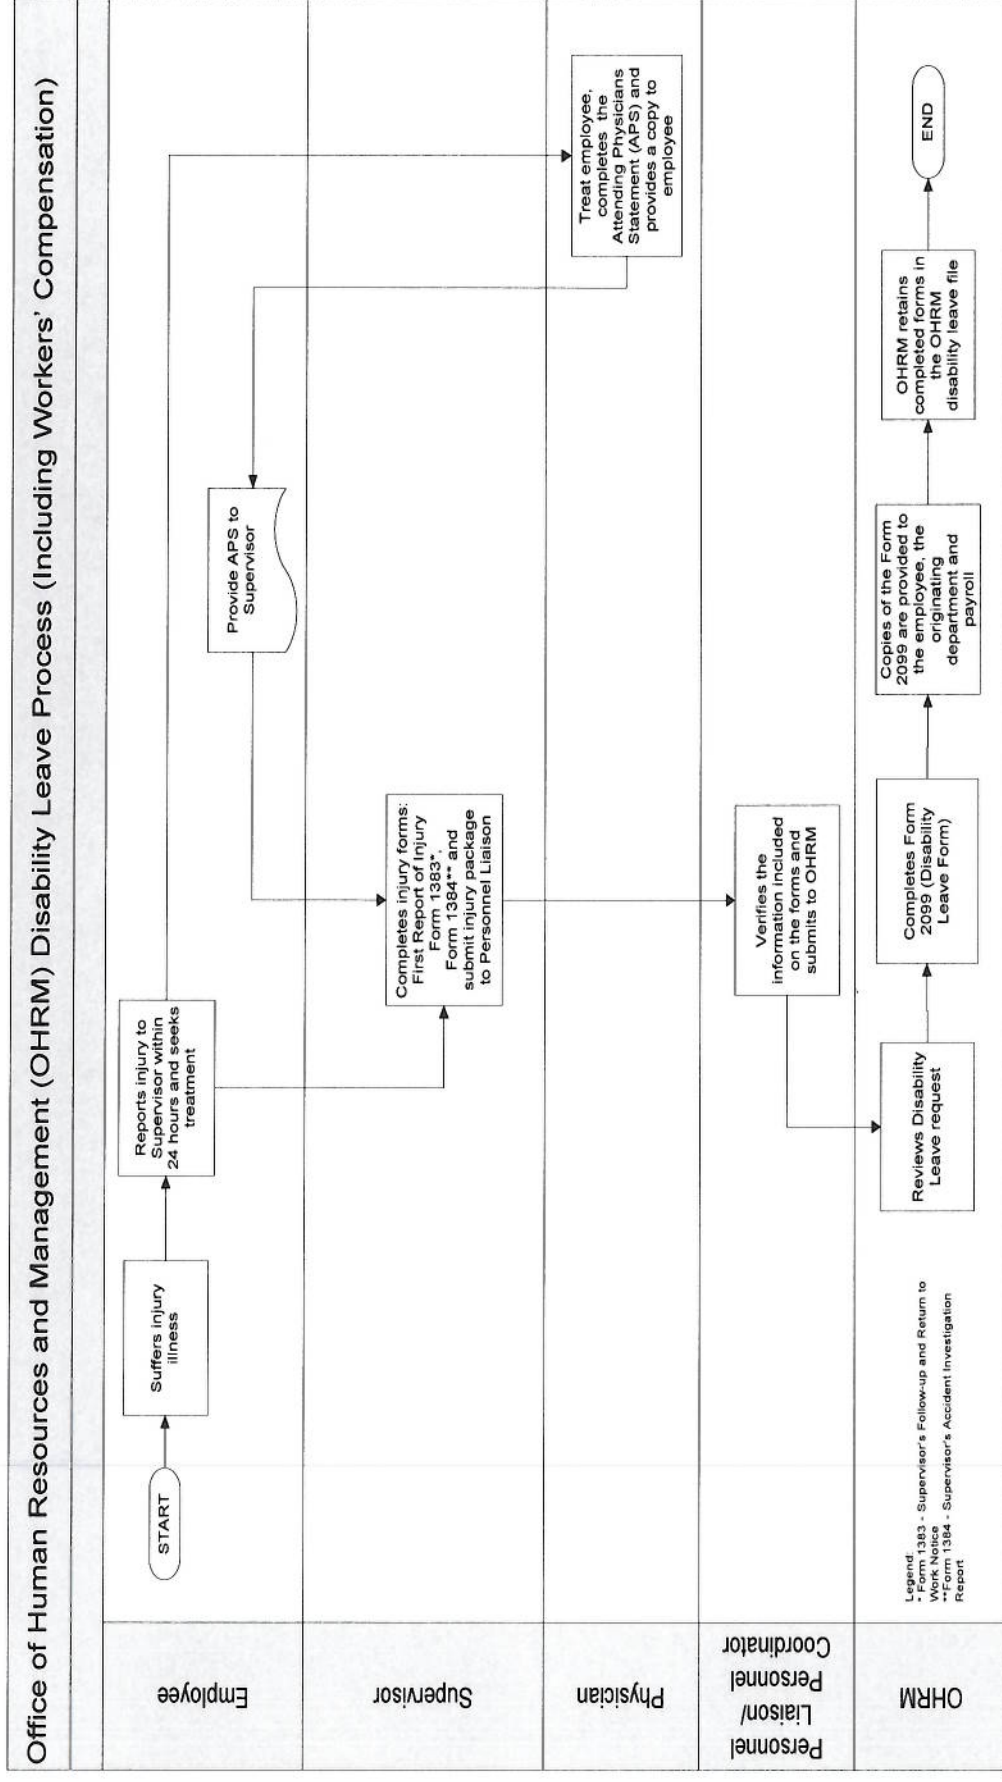 Office of Human Resources and Management (OHRM) Disability Leave Process (Including Workers' Compensation)
Employee
START
Suffers injury
illness
Reports injury to
Supervisor within
24 hours and seeks
treatment
Provide APS to
Supervisor
Supervisor
Completes injury forms:
First Report of Injury
Form 1383*,
Form 1384** and
submit injury package
to Personnel Liaison
Physician
Treat employee,
completes the
Attending Physicians
Statement (APS) and
provides a copy to
employee
Personnel
Liaison/
Personnel
Coordinator
Verifies the
information included
on the forms and
submits to OHRM
OHRM
Reviews Disability
Leave request
Completes Form
2099 (Disability
Leave Form)
Copies of the Form
2099 are provided to
the employee, the
originating
department and
payroll
OHRM retains
completed forms in
the OHRM
disability leave file
END
Legend:
* Form 1383 - Supervisor's Follow-up and Return to
Work Notice
**Form 1384 - Supervisor's Accident Investigation
Report